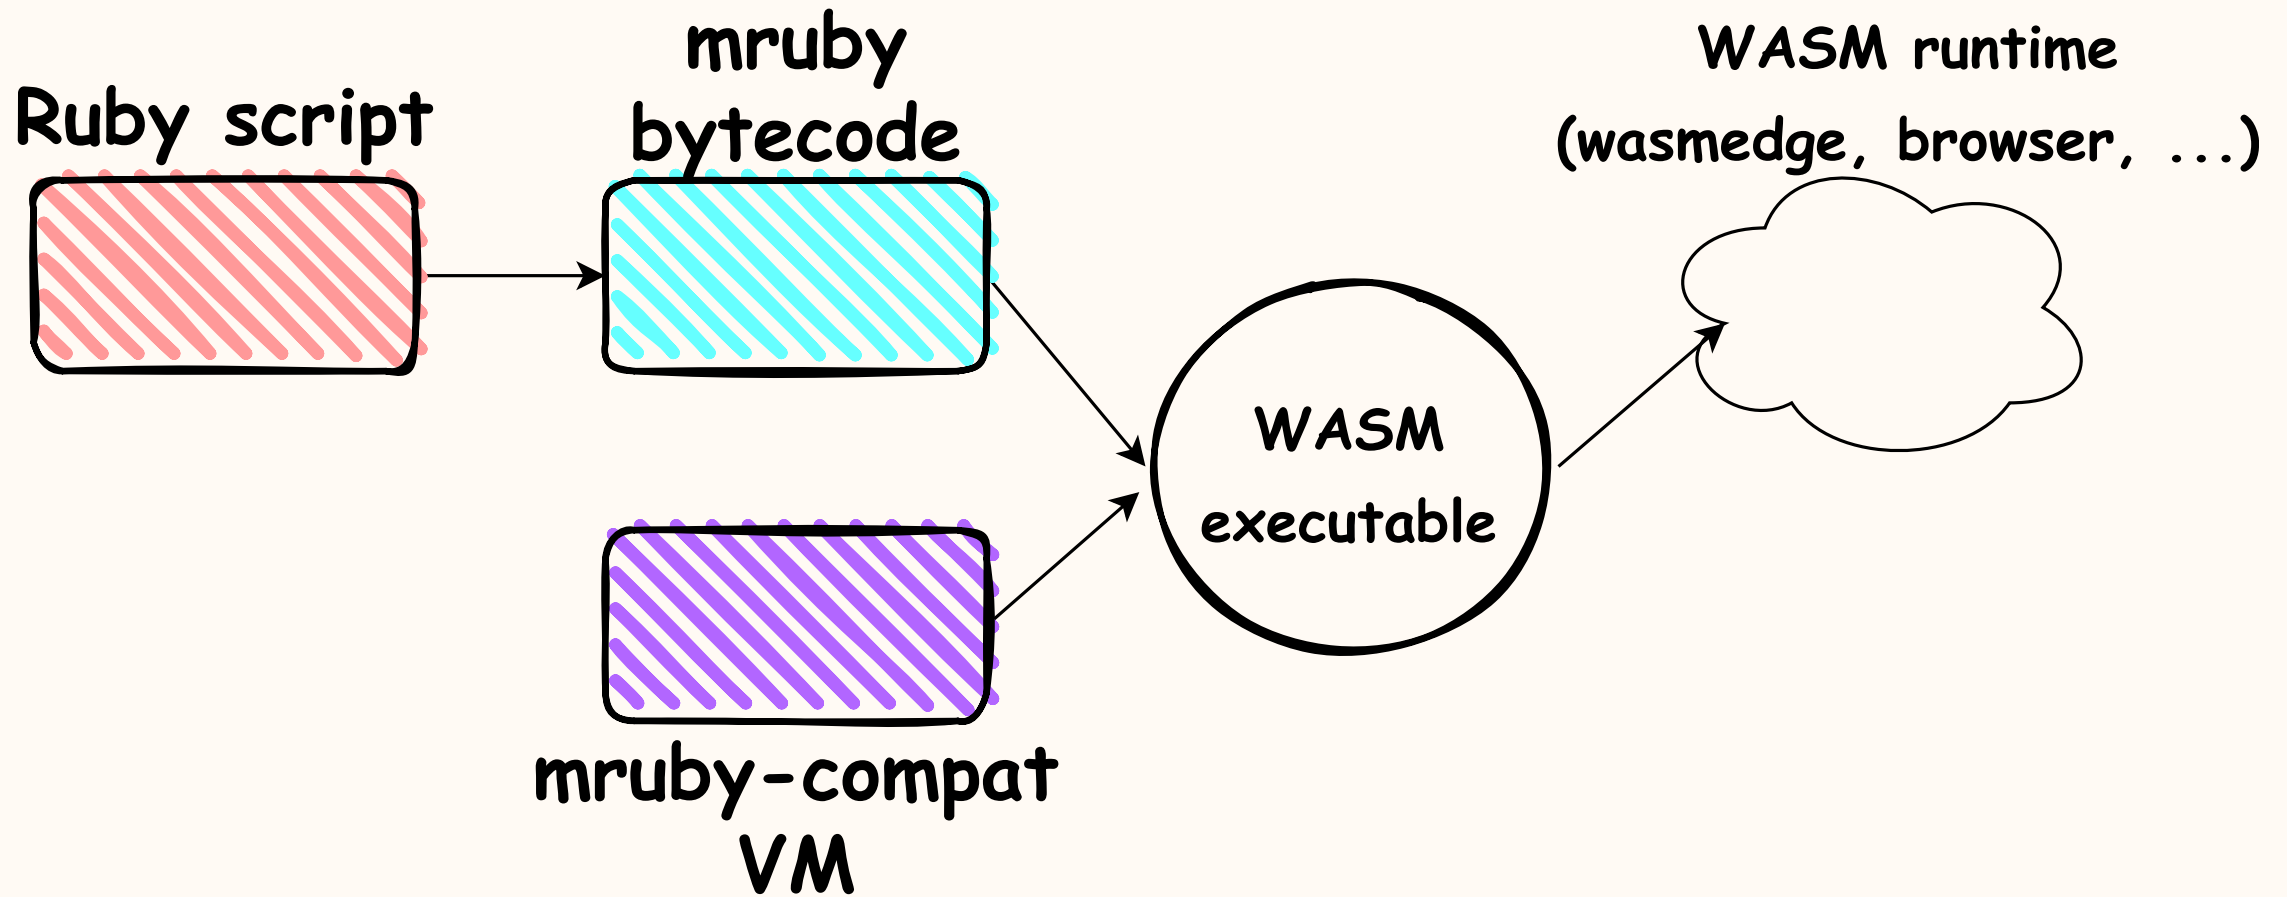 Ruby script
mruby
bytecode
mruby-compat
VM
WASM
executable
WASM runtime
(wasmedge, browser, ...)